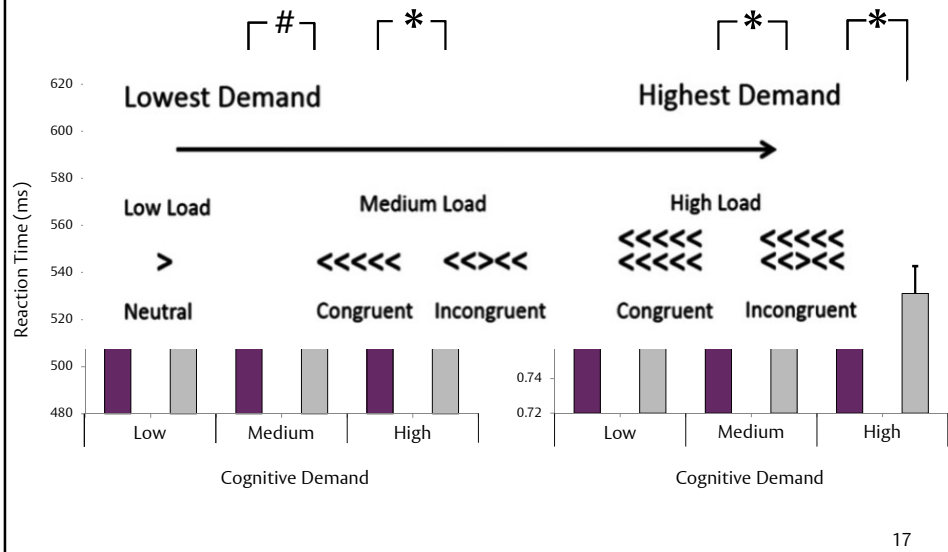 # * * *
620
Lowest Demand Highest Demand
600
580
Low Load Medium Load High Load
560
<<<<< <<<<<
540
> <<<<< <<><< <<<<< <<><<
Neutral Congruent Incongruent Congruent Incongruent
520
500
0.74
480
0.72
Low Medium High Low Medium High
Cognitive Demand Cognitive Demand
Reaction Time (ms)
17